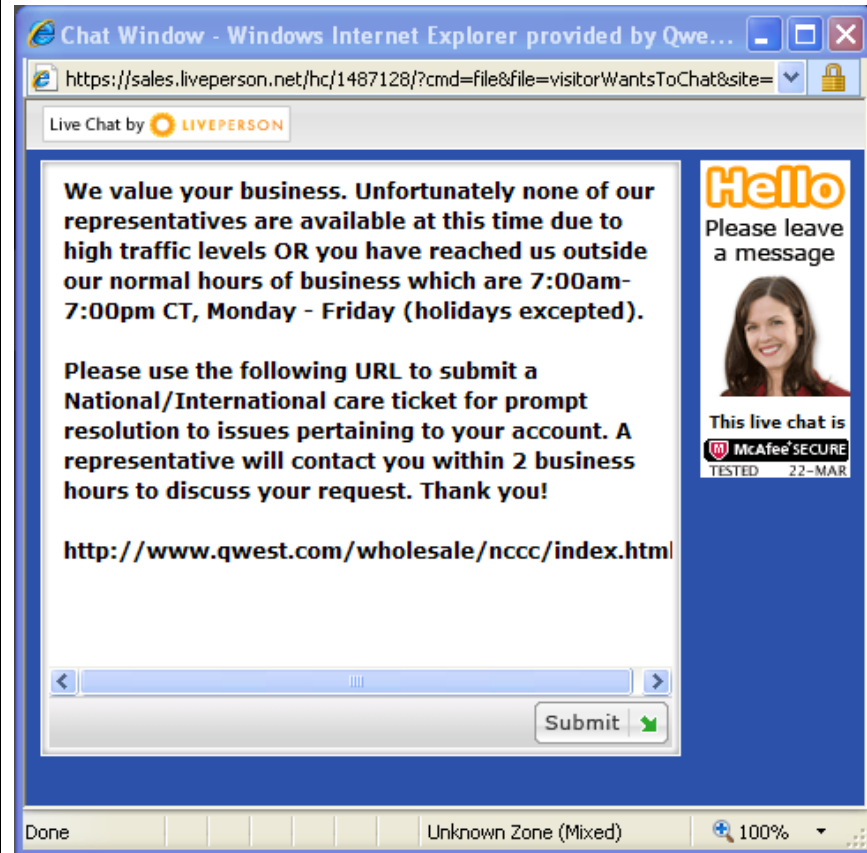 Chat Window - Windows Internet Explorer provided by Qwe...
https://sales.liveperson.net/hc/1487128/?cmd=file&file=visitorWantsToChat&site=
Live Chat by LIVEPERSON
We value your business. Unfortunately none of our
representatives are available at this time due to
high traffic levels OR you have reached us outside
our normal hours of business which are 7:00am-
7:00pm CT, Monday - Friday (holidays excepted).
Please use the following URL to submit a
National/International care ticket for prompt
resolution to issues pertaining to your account. A
representative will contact you within 2 business
hours to discuss your request. Thank you!
http://www.qwest.com/wholesale/nccc/index.html
Submit
Hello
Please leave
a message
This live chat is
McAfee SECURE
TESTED 22-MAR
Done
Unknown Zone (Mixed)
100%